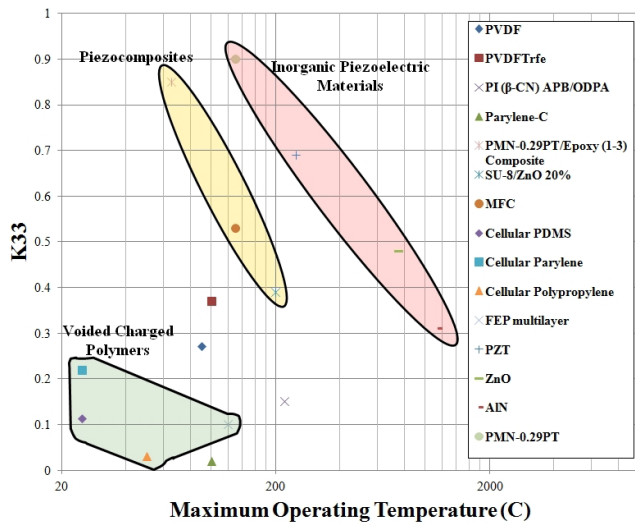 1
0.9
0.8
0.7
0.6
0.5
0.4
0.3
0.2
0.1
0
K33
20
200
2000
Maximum Operating Temperature (C)
Piezocomposites
Inorganic Piezoelectric
Materials
Voided Charged
Polymers
PVDF
PVDFTrfe
PI (β-CN) APB/ODPA
Parylene-C
PMN-0.29PT/Epoxy (1-3)
Composite
SU-8/ZnO 20%
MFC
Cellular PDMS
Cellular Parylene
Cellular Polypropylene
FEP multilayer
PZT
ZnO
AlN
PMN-0.29PT